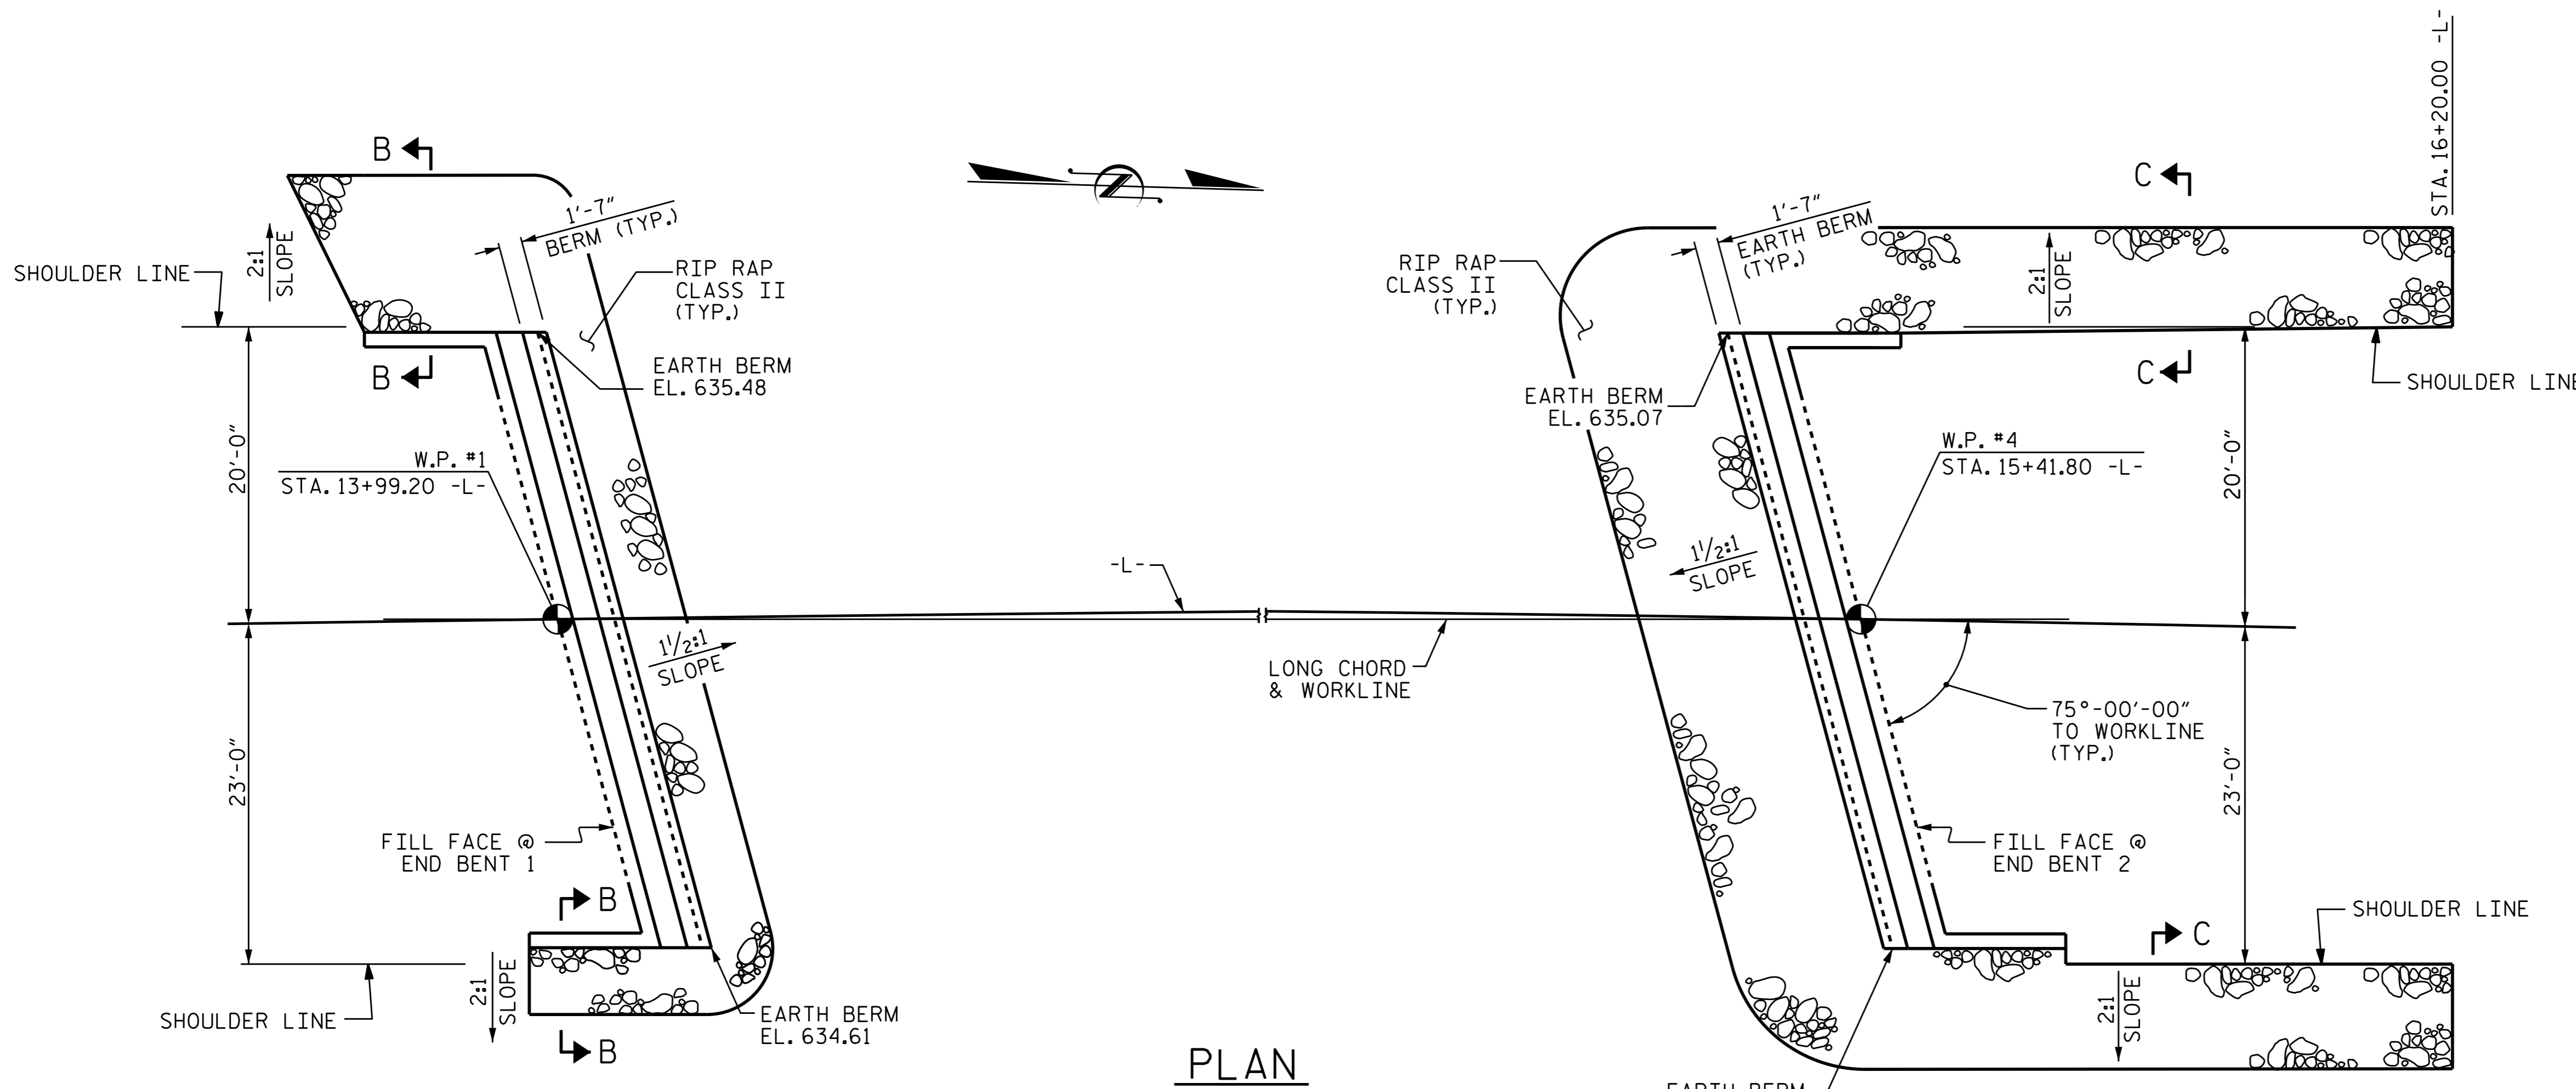 STA. 16+20.00 -L-
B
C
1'-7"
BERM (TYP.)
1'-7"
EARTH BERM
(TYP.)
2:1
SLOPE
SHOULDER LINE
RIP RAP
CLASS II
(TYP.)
RIP RAP
CLASS II
(TYP.)
2:1
SLOPE
B
EARTH BERM
EL. 635.48
EARTH BERM
EL. 635.07
C
SHOULDER LINE
20'-0"
W.P. #1
STA. 13+99.20 -L-
W.P. #4
STA. 15+41.80 -L-
20'-0"
-L-
1½:1
SLOPE
1½:1
SLOPE
LONG CHORD
& WORKLINE
75°-00'-00"
TO WORKLINE
(TYP.)
23'-0"
23'-0"
FILL FACE @
END BENT 1
FILL FACE @
END BENT 2
B
C
SHOULDER LINE
2:1
SLOPE
2:1
SLOPE
SHOULDER LINE
EARTH BERM
EL. 634.61
B
PLAN
EARTH BERM